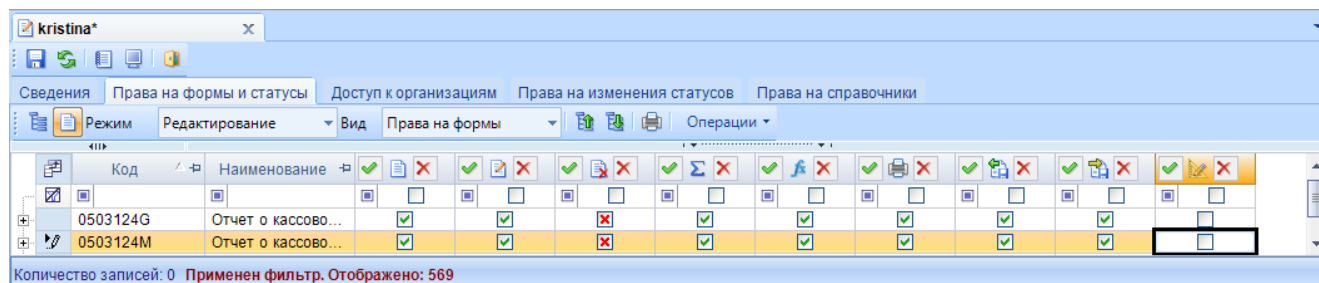 kristina* x
Сведения Права на формы и статусы Доступ к организациям Права на изменения статусов Права на справочники
Режим Редактирование Вид Права на формы Операции
Код Наименование
0503124G Отчет о кассово...
0503124M Отчет о кассово...
Количество записей: 0 Применен фильтр. Отображено: 569